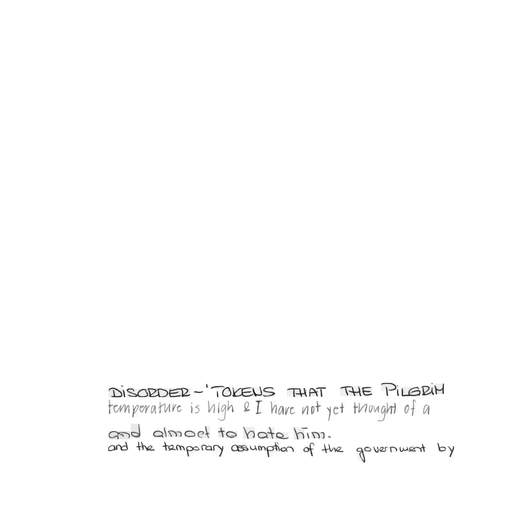 DISORDER-'TOKENS THAT THE PILGRIM
temperature is high & I have not yet thought of a
and almost to hate him.
and the temporary assumption of the government by